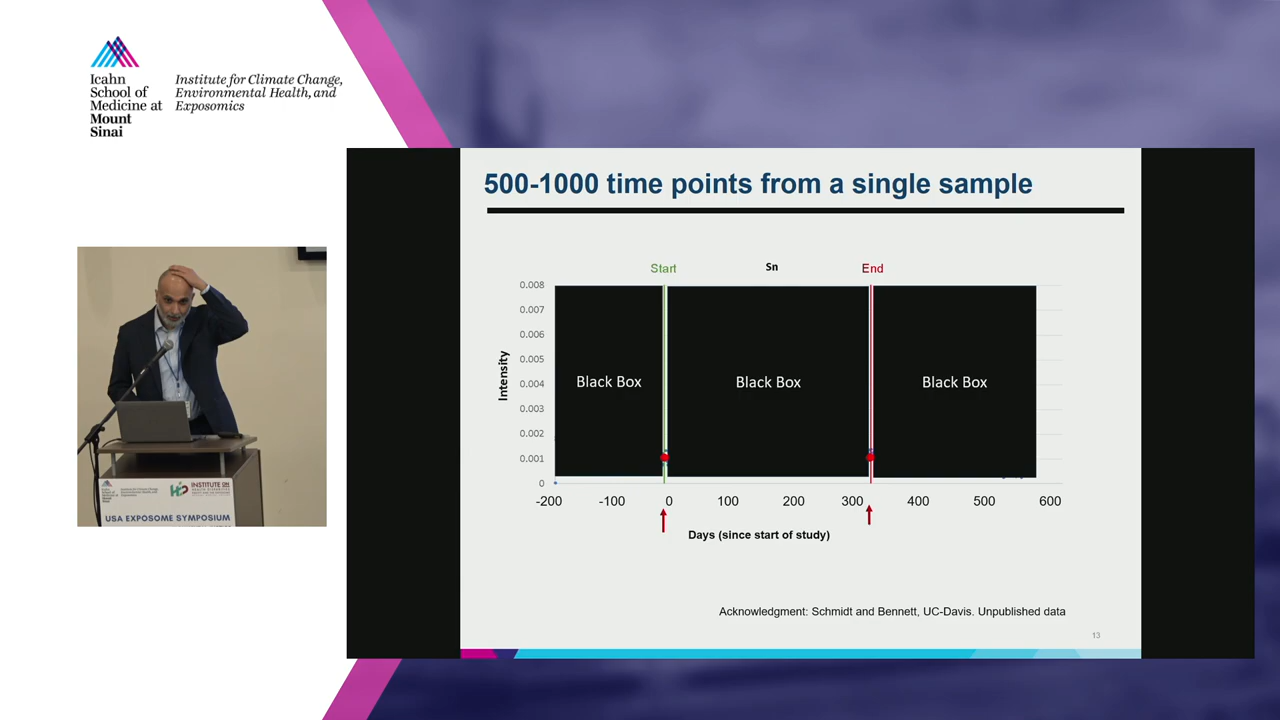 Icahn
School of
Medicine at
Mount
Sinai
Institute for Climate Change,
Environmental Health, and
Exposomics
500-1000 time points from a single sample
Start
Sn
End
0.008
0.007
0.006
0.005
0.004
0.003
0.002
0.001
0
Intensity
Black Box
Black Box
Black Box
-200
-100
0
100
200
300
400
500
600
Days (since start of study)
Acknowledgment: Schmidt and Bennett, UC-Davis. Unpublished data
13
USA EXPOSOME SYMPOSIUM